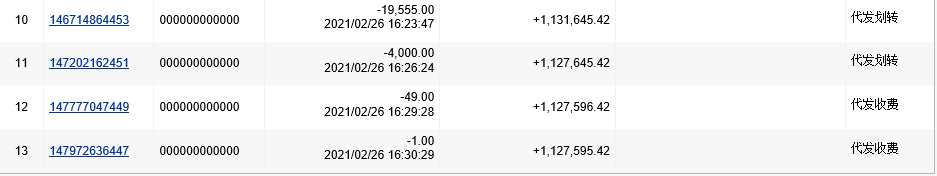 10 146714864453 000000000000 -19,555.00 +1,131,645.42 代发划转
2021/02/26 16:23:47
11 147202162451 000000000000 -4,000.00 +1,127,645.42 代发划转
2021/02/26 16:26:24
12 147777047449 000000000000 -49.00 +1,127,596.42 代发收费
2021/02/26 16:29:28
13 147972636447 000000000000 -1.00 +1,127,595.42 代发收费
2021/02/26 16:30:29